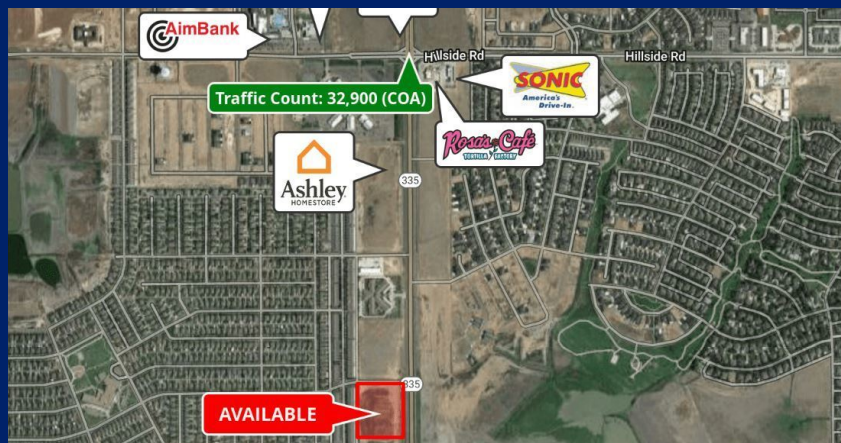 AimBank
Hillside Rd
Hillside Rd
SONIC
America's
Drive-In.
Traffic Count: 32,900 (COA)
Rosa's Café
TORTILLA FACTORY
Ashley
HOMESTORE
335
335
AVAILABLE